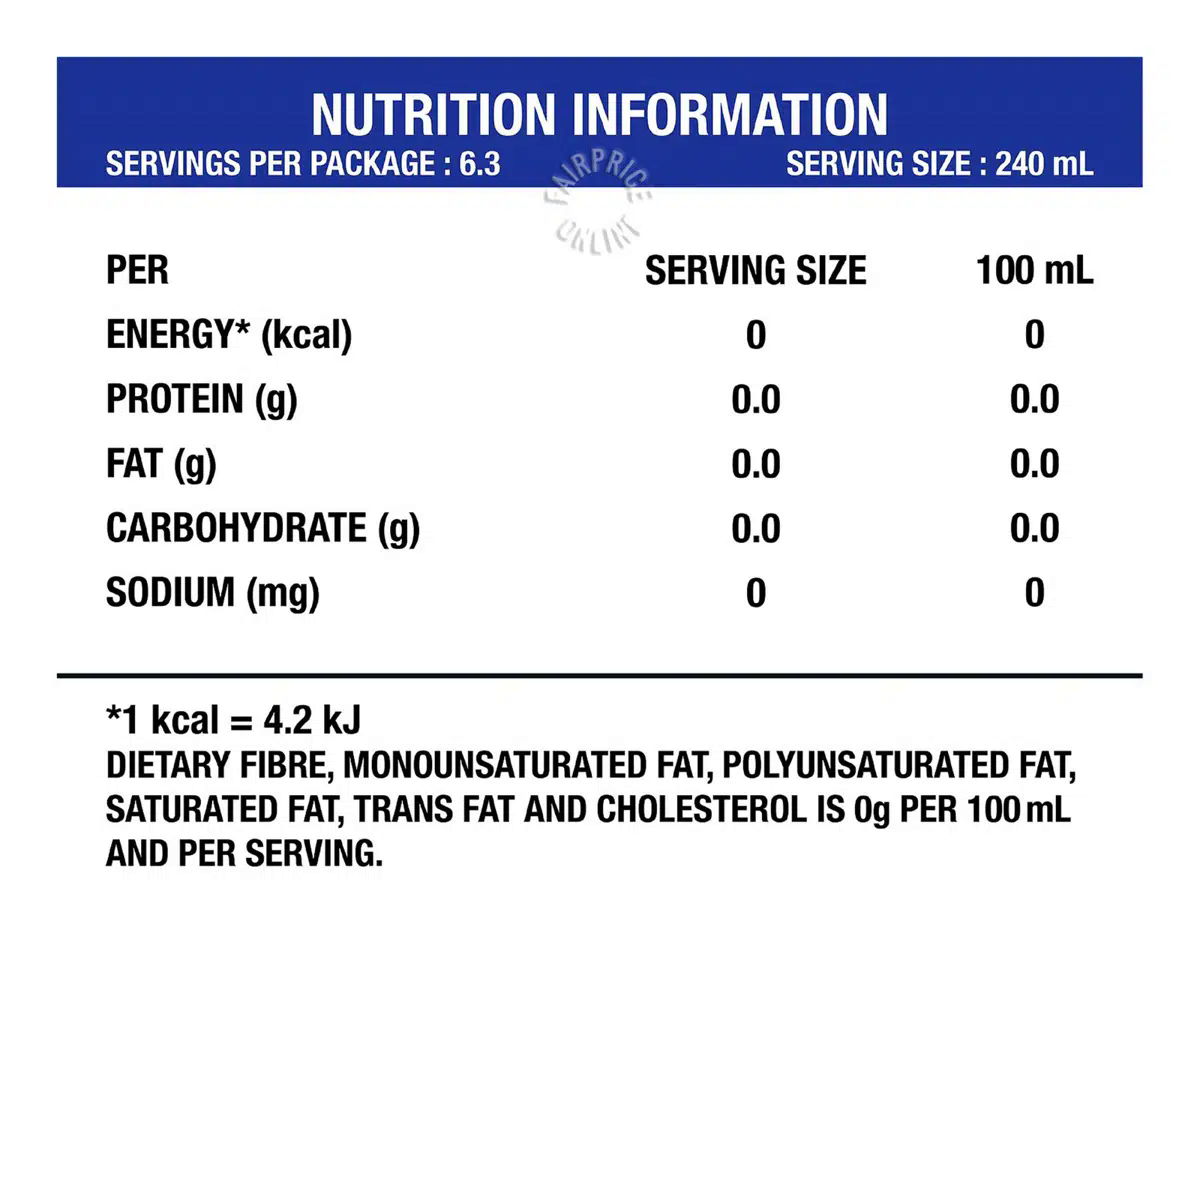 NUTRITION INFORMATION
SERVINGS PER PACKAGE : 6.3 SERVING SIZE : 240 mL
FAIRPRICE
ONLINE
PER SERVING SIZE 100 mL
ENERGY* (kcal) 0 0
PROTEIN (g) 0.0 0.0
FAT (g) 0.0 0.0
CARBOHYDRATE (g) 0.0 0.0
SODIUM (mg) 0 0
*1 kcal = 4.2 kJ
DIETARY FIBRE, MONOUNSATURATED FAT, POLYUNSATURATED FAT,
SATURATED FAT, TRANS FAT AND CHOLESTEROL IS 0g PER 100 mL
AND PER SERVING.